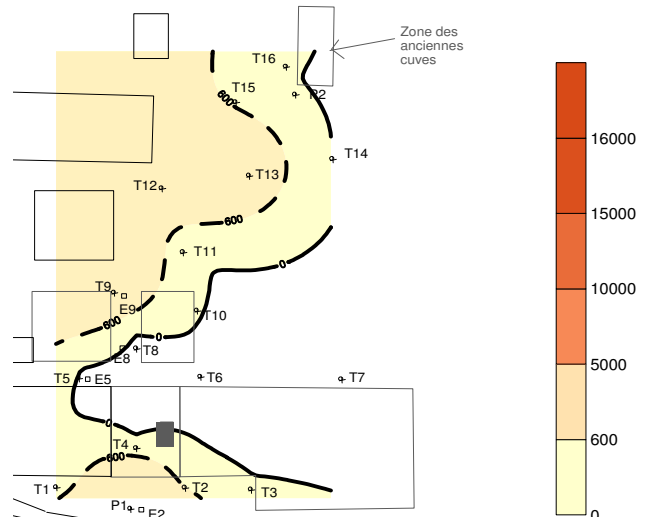 Zone des
anciennes
cuves
T16
T15
600
P2
T14
T13
T12
600
T11
0
T9
E9
600
T10
0
T8
E8
T5
E5
T6
T7
0
T4
600
T1
T2
T3
P1
E2
16000
15000
10000
5000
600
0